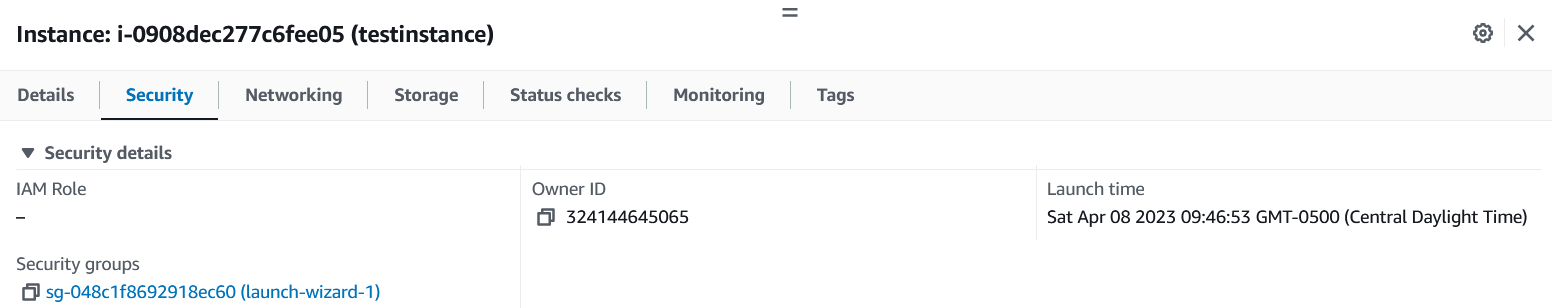 Instance: i-0908dec277c6fee05 (testinstance)
Details Security Networking Storage Status checks Monitoring Tags
Security details
IAM Role
–
Owner ID
324144645065
Launch time
Sat Apr 08 2023 09:46:53 GMT-0500 (Central Daylight Time)
Security groups
sg-048c1f8692918ec60 (launch-wizard-1)